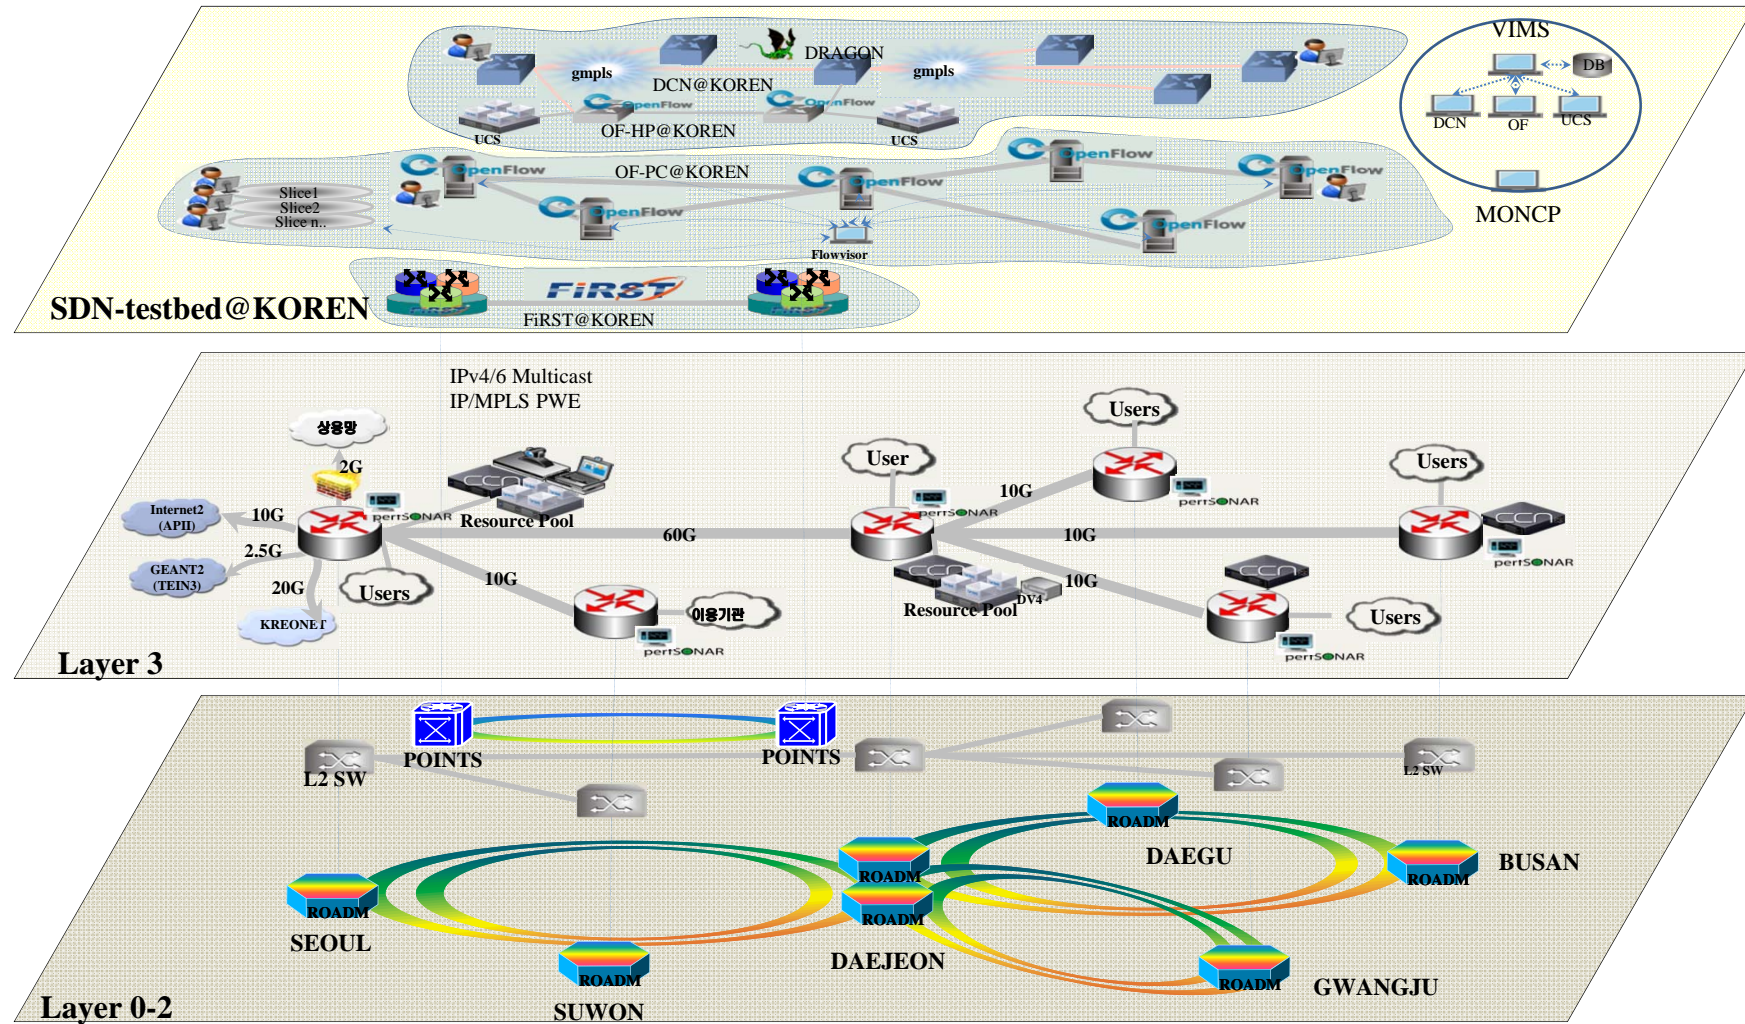 VIMS
DB
DCN
OF
UCS
MONCP
DRAGON
gmpls
gmpls
DCN@KOREN
OpenFlow
OpenFlow
UCS
OF-HP@KOREN
UCS
OpenFlow
OF-PC@KOREN
OpenFlow
OpenFlow
OpenFlow
OpenFlow
OpenFlow
Slice1
Slice2
Slice n..
Flowvisor
FiRST
FiRST@KOREN
SDN-testbed@KOREN
IPv4/6 Multicast
IP/MPLS PWE
상용망
2G
Internet2
(APII)
10G
perfSONAR
ccn
Resource Pool
2.5G
GEANT2
(TEIN3)
20G
KREONET
Users
60G
10G
이용기관
perfSONAR
User
perfSONAR
10G
Users
perfSONAR
10G
Users
ccn
perfSONAR
10G
ccn
Resource Pool
DV4
ccn
Users
perfSONAR
Layer 3
POINTS
POINTS
L2 SW
L2 SW
ROADM
DAEGU
ROADM
BUSAN
ROADM
ROADM
DAEJEON
ROADM
SEOUL
ROADM
SUWON
ROADM
GWANGJU
Layer 0-2